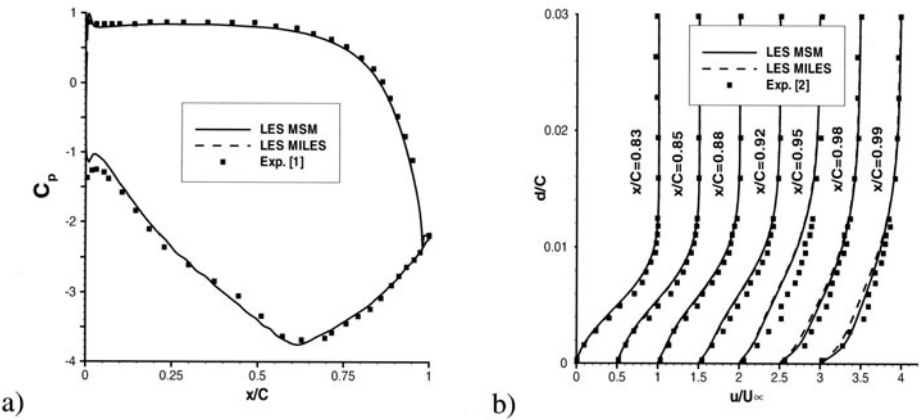 1
0
-1
-2
-3
-4
Cp
0
0.25
0.5
0.75
1
x/C
LES MSM
LES MILES
Exp. [1]
a)
0.03
0.02
0.01
0
d/C
0
0.5
1
1.5
2
2.5
3
3.5
4
u/U∞
LES MSM
LES MILES
Exp. [2]
x/C=0.83
x/C=0.85
x/C=0.88
x/C=0.92
x/C=0.95
x/C=0.98
x/C=0.99
b)